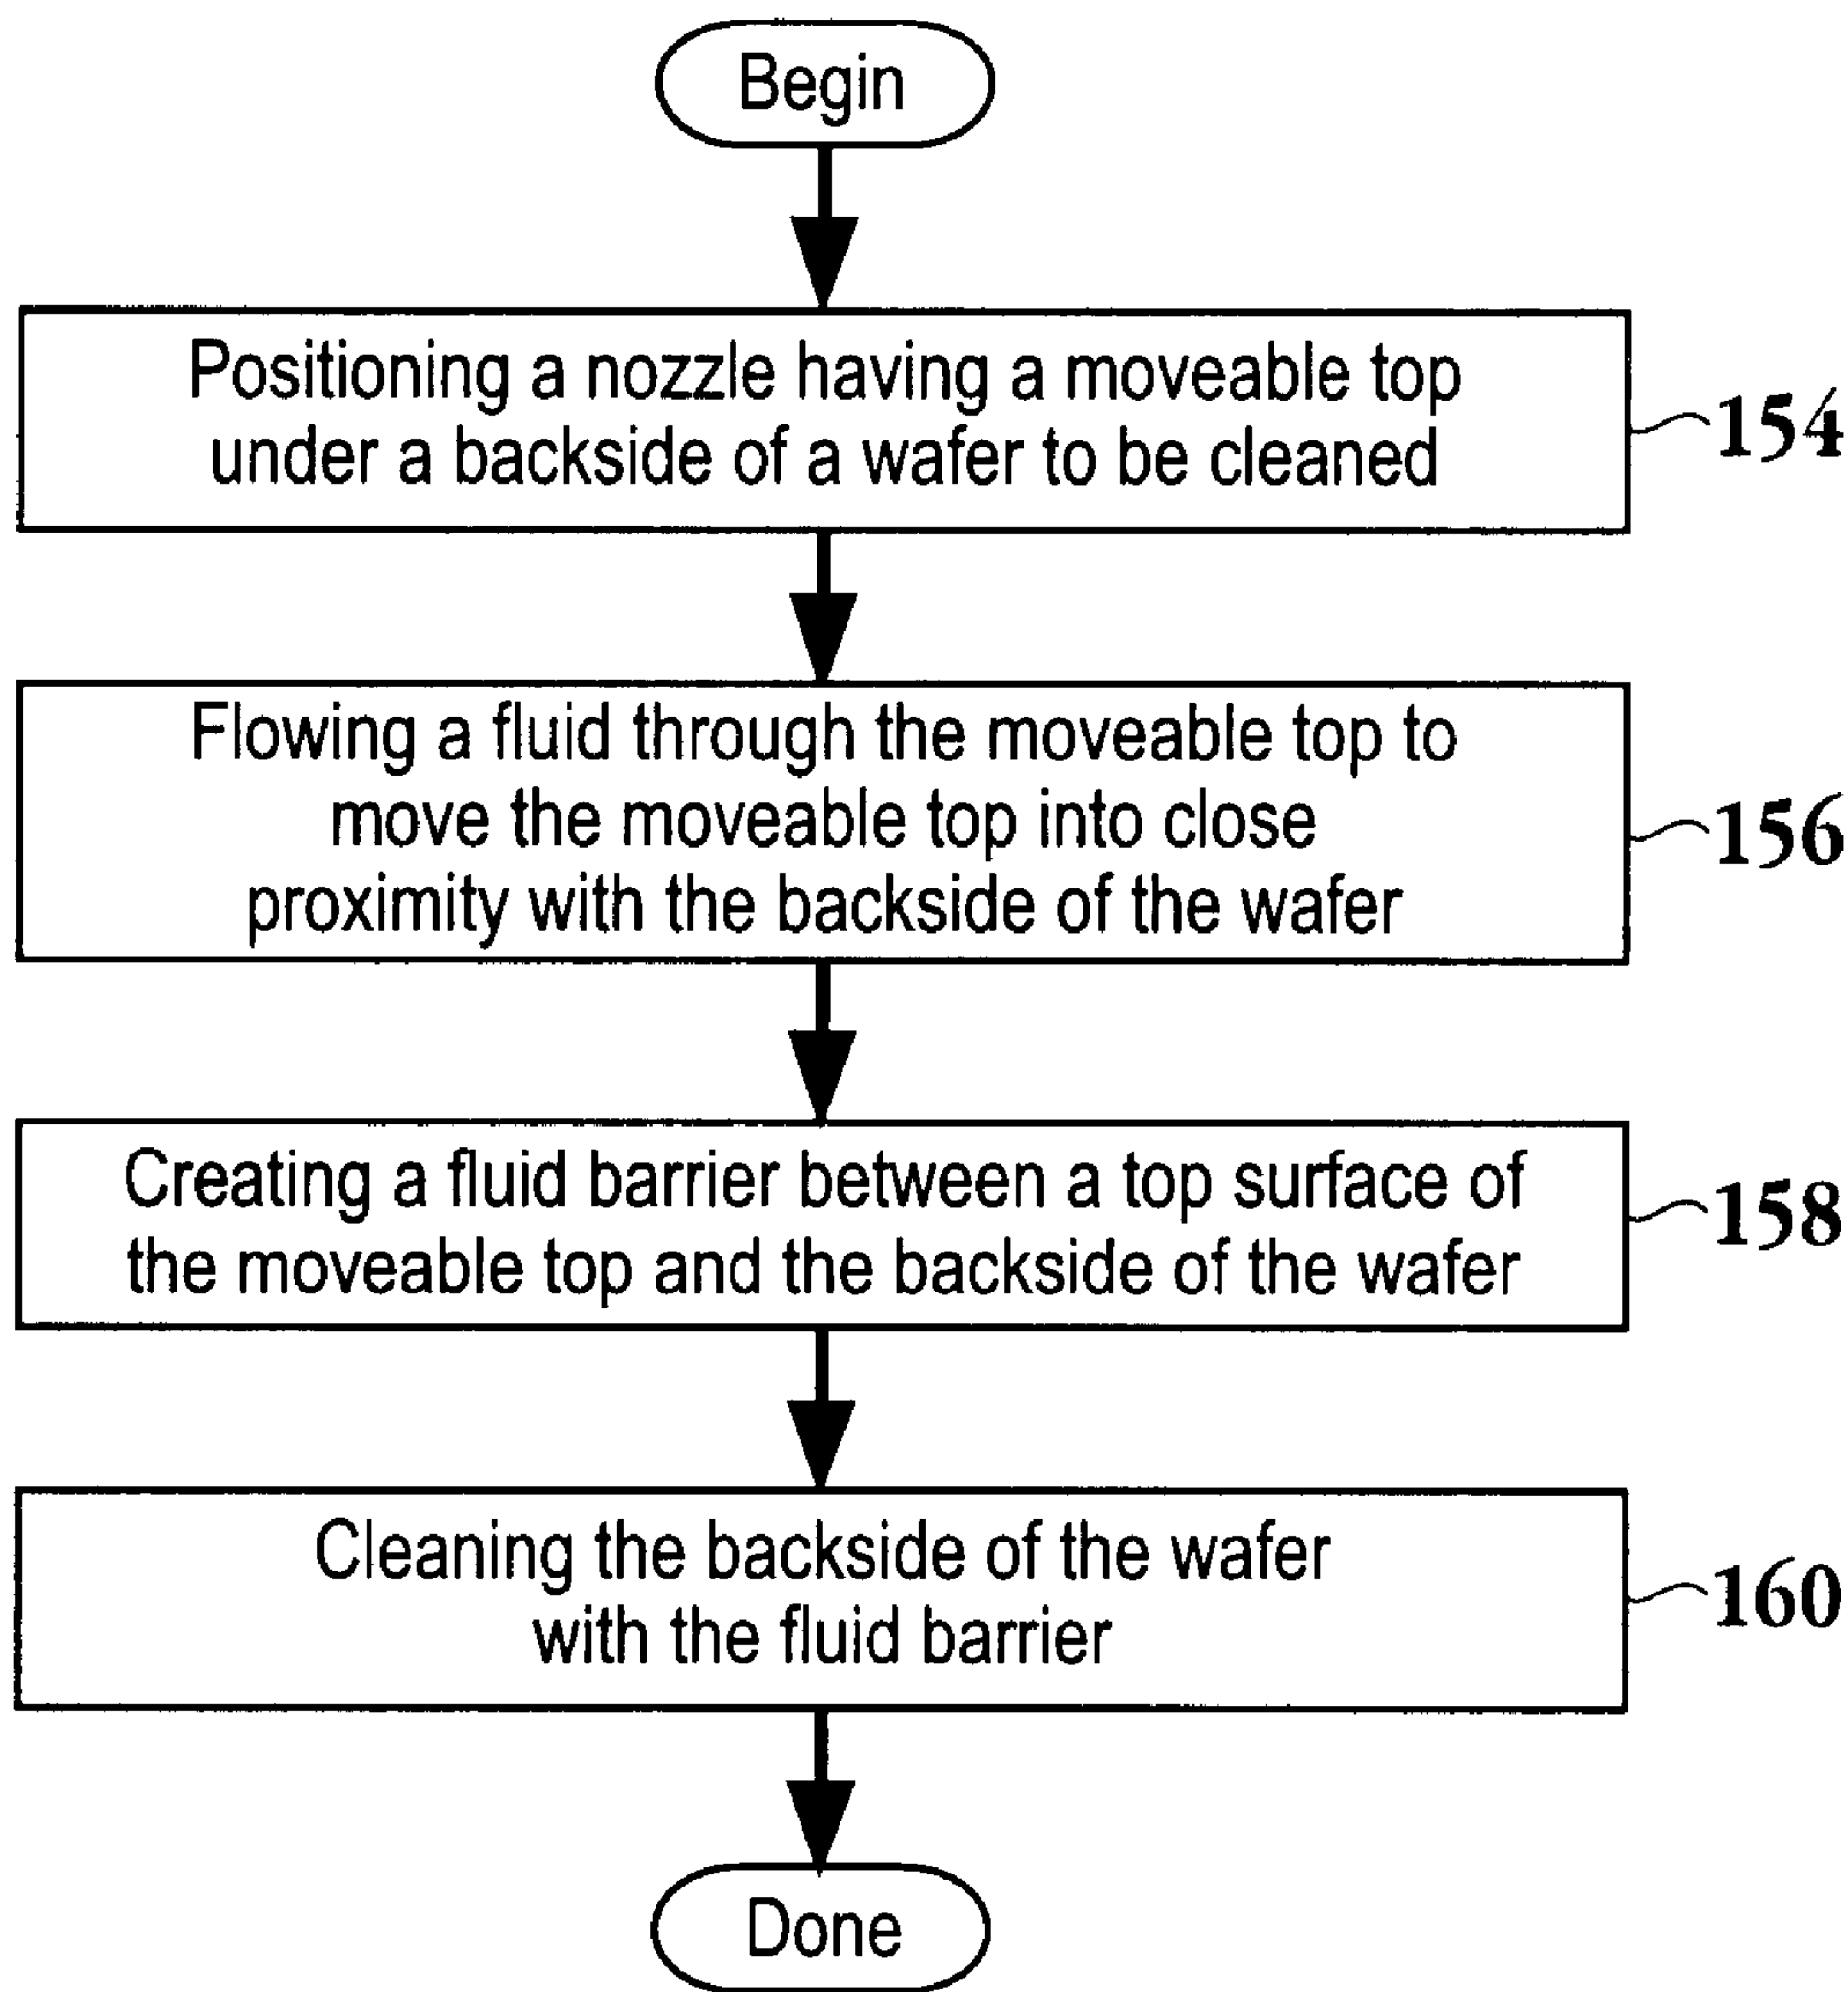 Begin
Positioning a nozzle having a moveable top
under a backside of a wafer to be cleaned
154
Flowing a fluid through the moveable top to
move the moveable top into close
proximity with the backside of the wafer
156
Creating a fluid barrier between a top surface of
the moveable top and the backside of the wafer
158
Cleaning the backside of the wafer
with the fluid barrier
160
Done